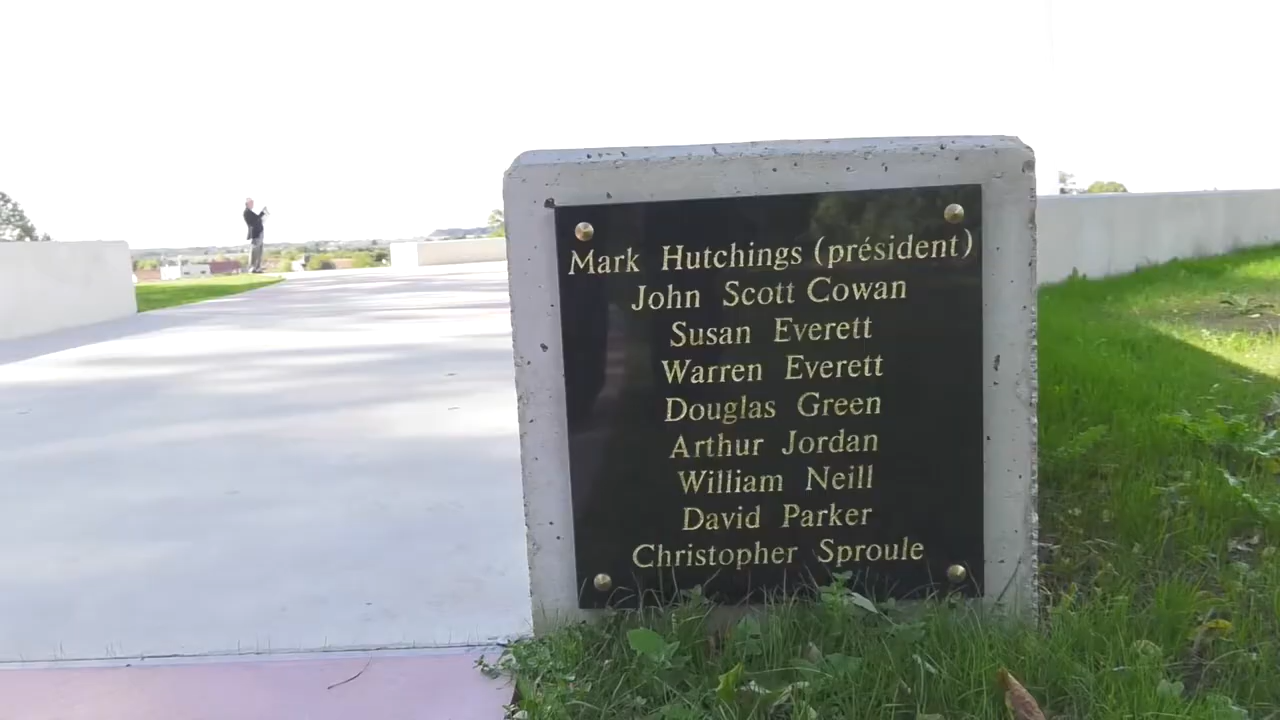 Mark Hutchings (président)
John Scott Cowan
Susan Everett
Warren Everett
Douglas Green
Arthur Jordan
William Neill
David Parker
Christopher Sproule